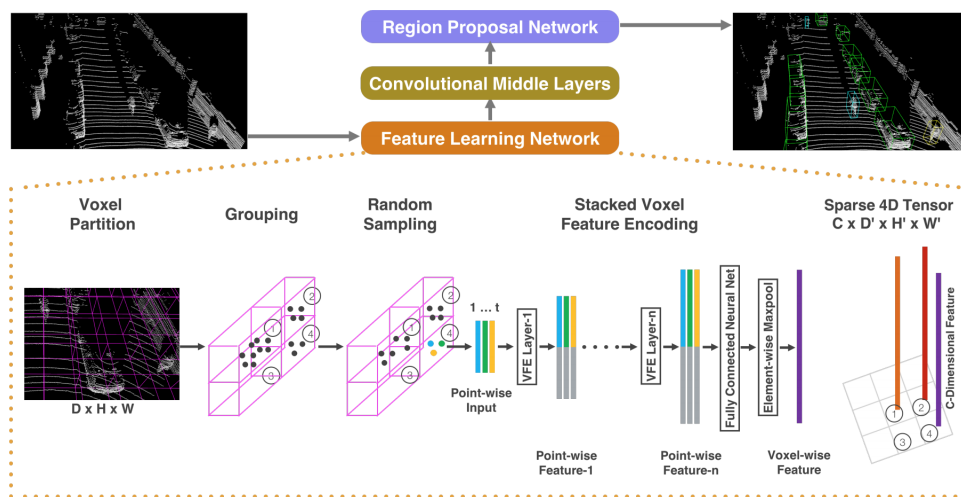 Region Proposal Network
Convolutional Middle Layers
Feature Learning Network
Voxel
Partition
Grouping
Random
Sampling
Stacked Voxel
Feature Encoding
Sparse 4D Tensor
C x D' x H' x W'
D x H x W
1
2
3
4
1
2
3
4
1 ... t
Point-wise
Input
VFE Layer-1
Point-wise
Feature-1
VFE Layer-n
Point-wise
Feature-n
Fully Connected Neural Net
Element-wise Maxpool
Voxel-wise
Feature
1
2
3
4
C-Dimensional Feature